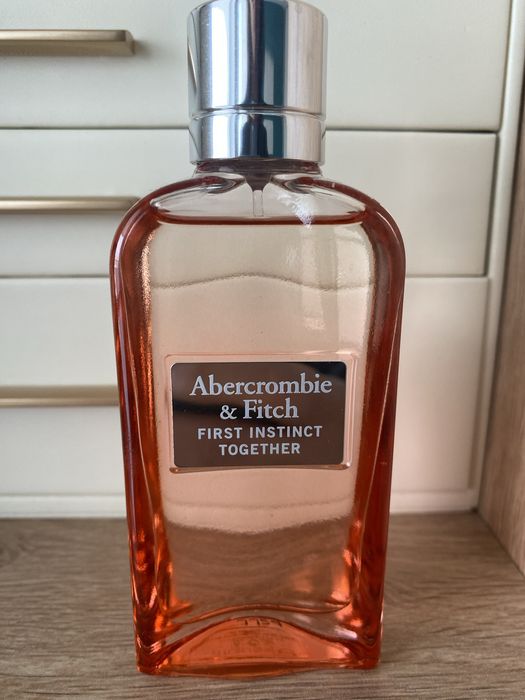 Abercrombie
& Fitch
FIRST INSTINCT
TOGETHER